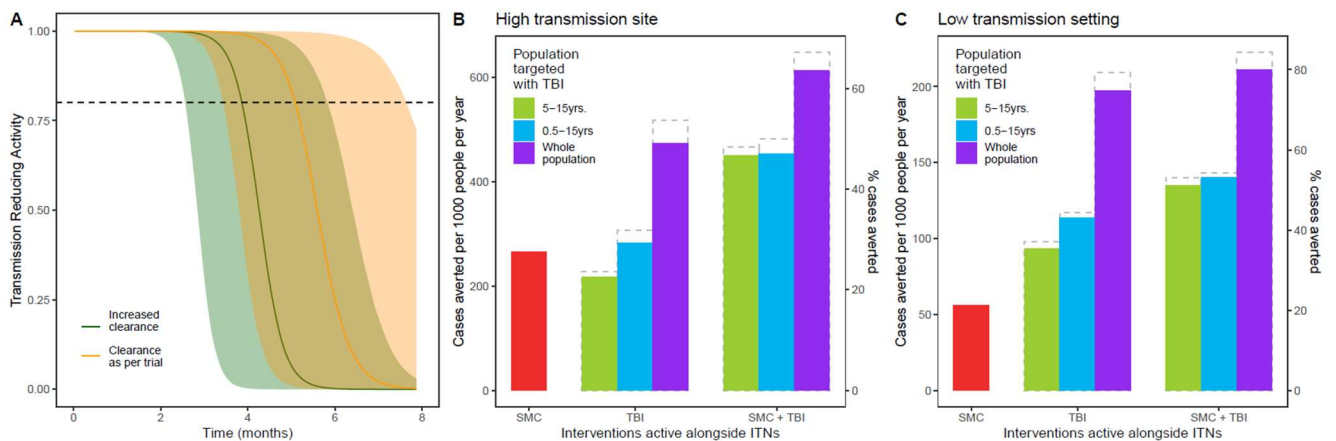 A
Transmission Reducing Activity
1.00
0.75
0.50
0.25
0.00
Increased
clearance
Clearance
as per trial
0
2
4
6
8
Time (months)
B
High transmission site
Cases averted per 1000 people per year
600
400
200
0
Population
targeted
with TBI
5−15yrs.
0.5−15yrs
Whole
population
60
40
20
0
% cases averted
SMC
TBI
SMC + TBI
Interventions active alongside ITNs
C
Low transmission setting
Cases averted per 1000 people per year
200
150
100
50
0
Population
targeted
with TBI
5−15yrs.
0.5−15yrs
Whole
population
80
60
40
20
0
% cases averted
SMC
TBI
SMC + TBI
Interventions active alongside ITNs